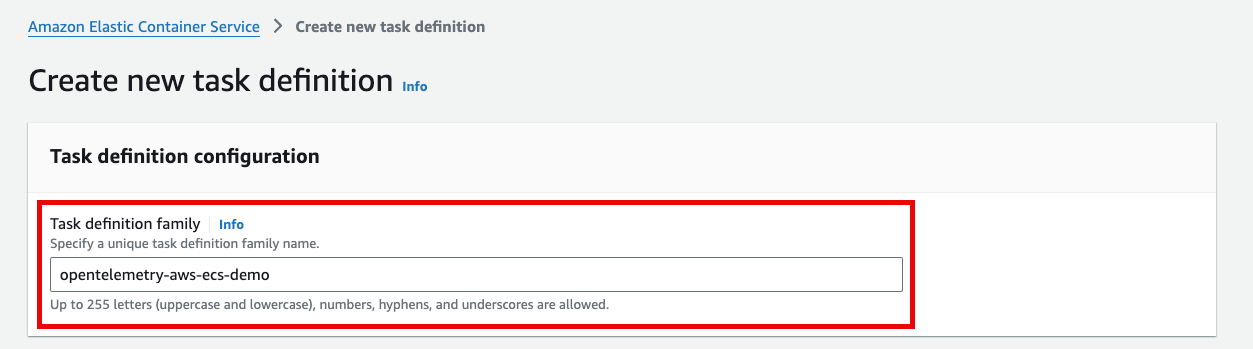 Amazon Elastic Container Service > Create new task definition
Create new task definition Info
Task definition configuration
Task definition family Info
Specify a unique task definition family name.
opentelemetry-aws-ecs-demo
Up to 255 letters (uppercase and lowercase), numbers, hyphens, and underscores are allowed.